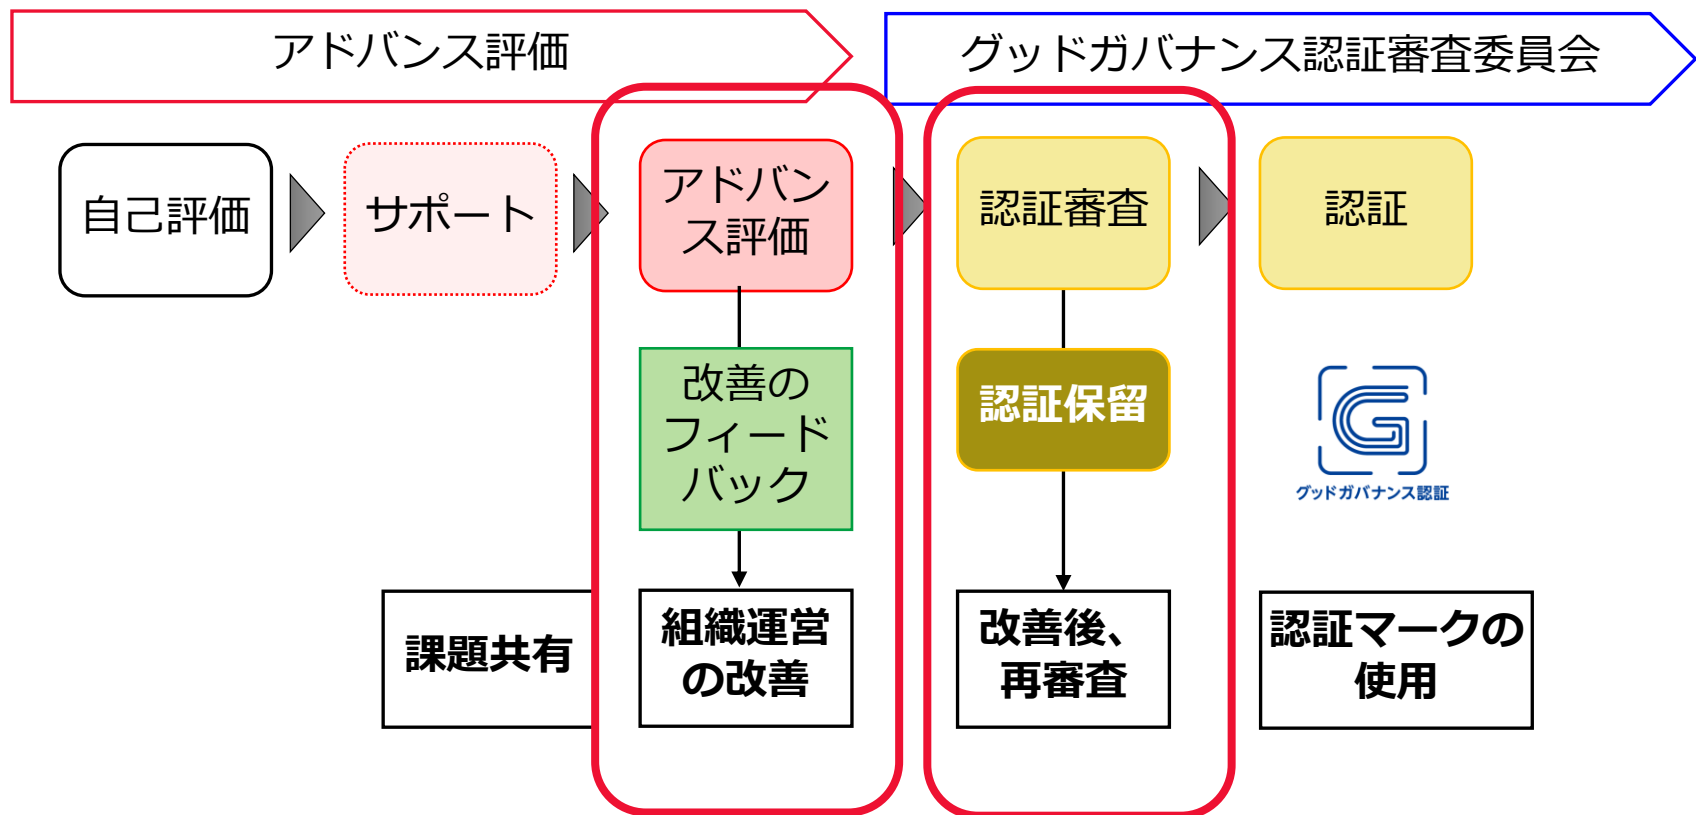 アドバンス評価
グッドガバナンス認証審査委員会
自己評価
サポート
アドバン
ス評価
認証審査
認証
改善の
フィード
バック
認証保留
グッドガバナンス認証
課題共有
組織運営
の改善
改善後、
再審査
認証マークの
使用